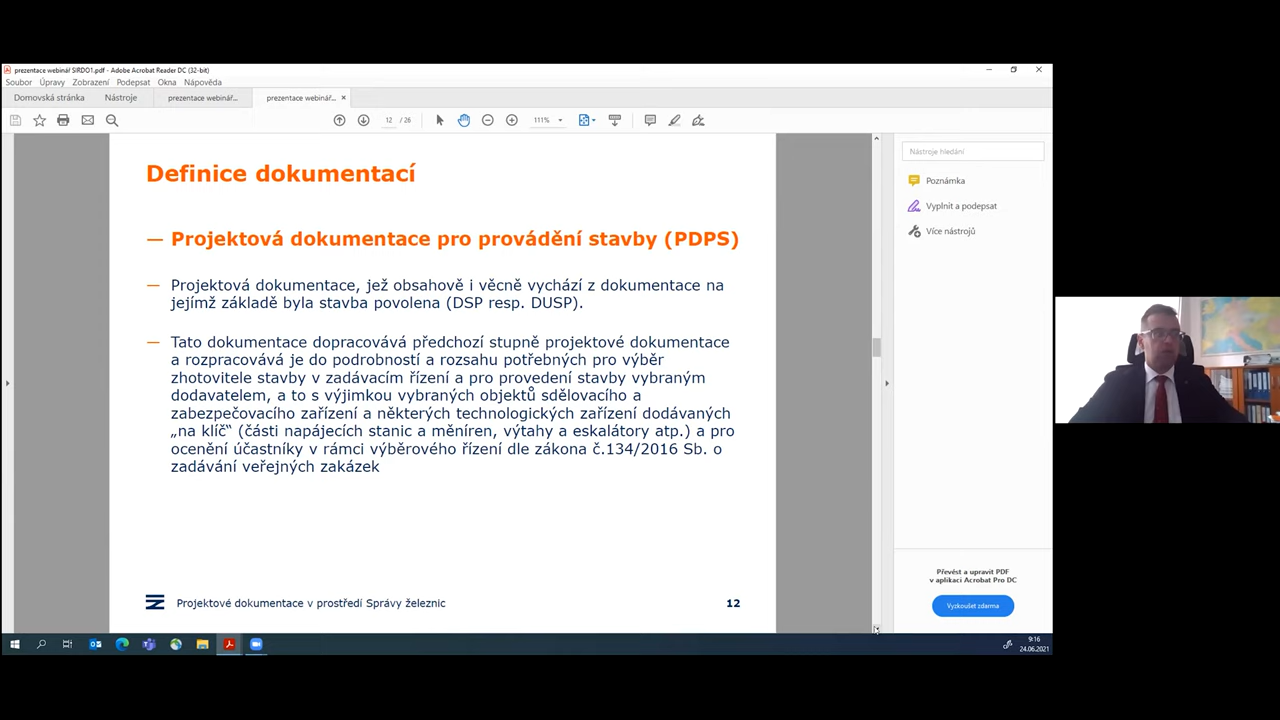 prezentace webinář SIRDO1.pdf - Adobe Acrobat Reader DC (32-bit)
Soubor Úpravy Zobrazení Podepsat Okna Nápověda
Domovská stránka Nástroje prezentace webinář... prezentace webinář... ×
12 / 26 111%
Definice dokumentací
— Projektová dokumentace pro provádění stavby (PDPS)
— Projektová dokumentace, jež obsahově i věcně vychází z dokumentace na
jejímž základě byla stavba povolena (DSP resp. DUSP).
— Tato dokumentace dopracovává předchozí stupně projektové dokumentace
a rozpracovává je do podrobností a rozsahu potřebných pro výběr
zhotovitele stavby v zadávacím řízení a pro provedení stavby vybraným
dodavatelem, a to s výjimkou vybraných objektů sdělovacího a
zabezpečovacího zařízení a některých technologických zařízení dodávaných
„na klíč“ (části napájecích stanic a měníren, výtahy a eskalátory atp.) a pro
ocenění účastníky v rámci výběrového řízení dle zákona č.134/2016 Sb. o
zadávání veřejných zakázek
Projektové dokumentace v prostředí Správy železnic 12
Nástroje hledání
Poznámka
Vyplnit a podepsat
Více nástrojů
Převést a upravit PDF
v aplikaci Acrobat Pro DC
Vyzkoušet zdarma
9:16
24.06.2021